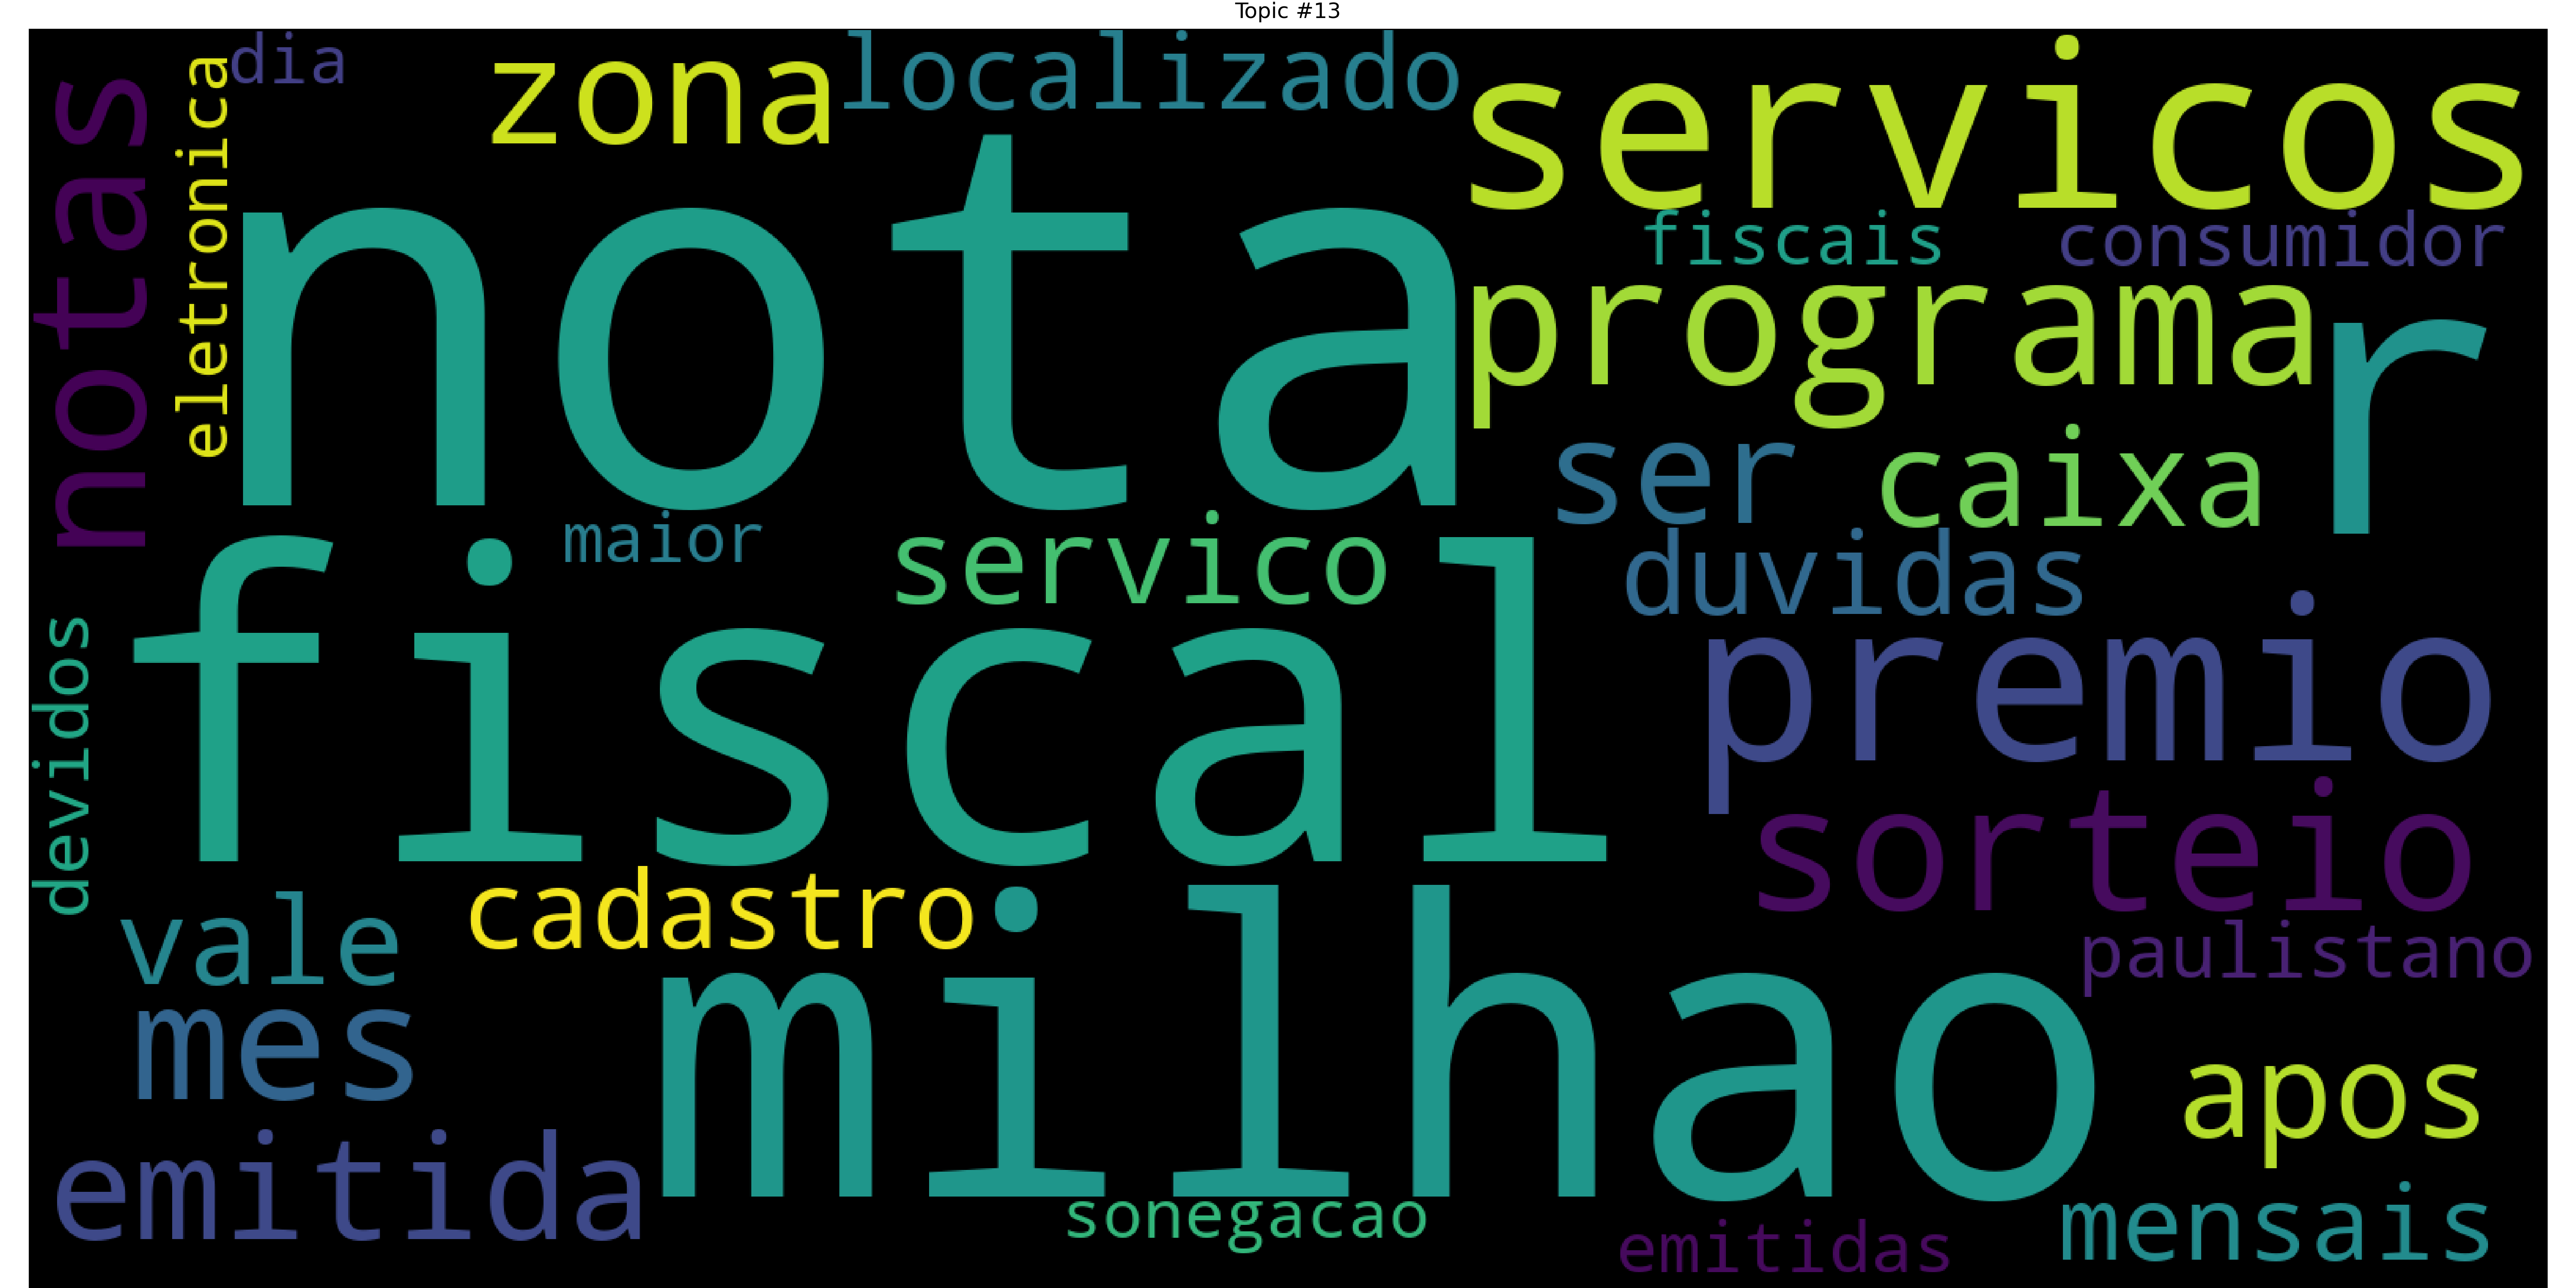 Topic #13
dia
zona
localizado
servicos
notas
eletronica
nota
fiscais
consumidor
programa
r
ser
caixa
maior
servico
duvidas
fiscal
premio
devidos
sorteio
vale
cadastro
paulistano
mes
milhao
apos
emitida
sonegacao
emitidas
mensais